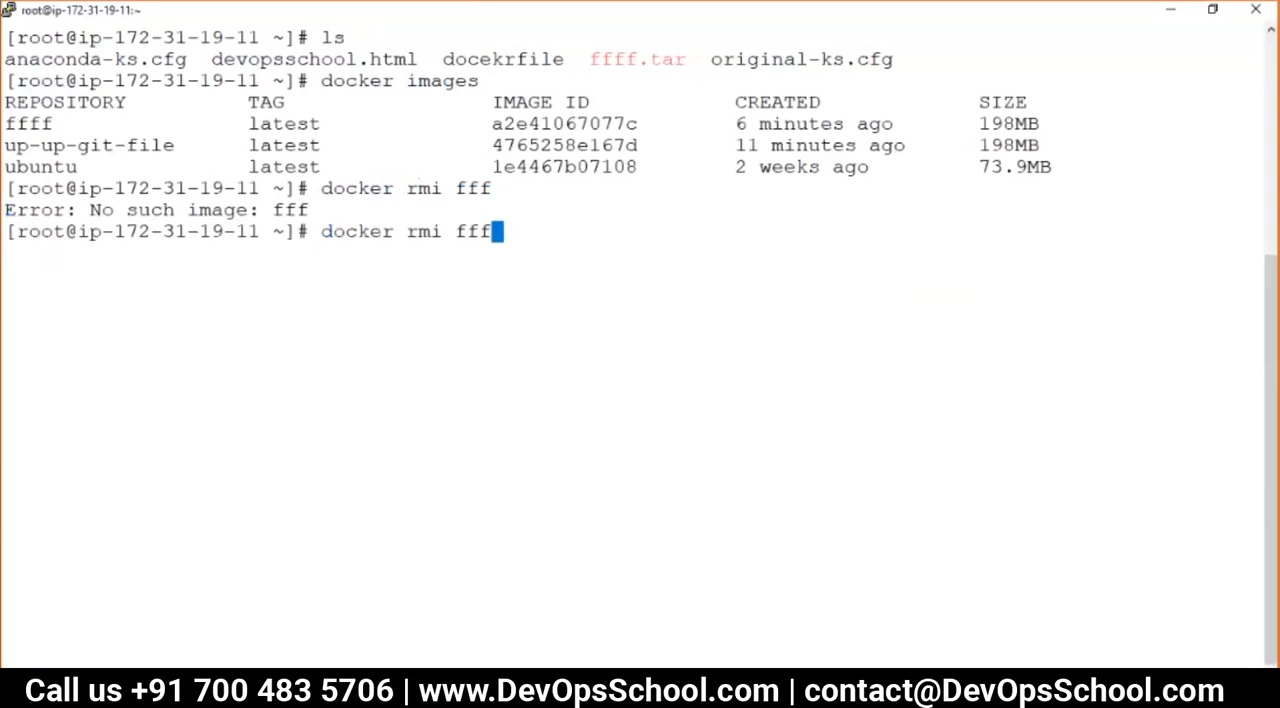 root@ip-172-31-19-11:~
[root@ip-172-31-19-11 ~]# ls
anaconda-ks.cfg  devopsschool.html  docekrfile  ffff.tar  original-ks.cfg
[root@ip-172-31-19-11 ~]# docker images
REPOSITORY          TAG                 IMAGE ID            CREATED             SIZE
ffff                latest              a2e41067077c        6 minutes ago       198MB
up-up-git-file      latest              4765258e167d        11 minutes ago      198MB
ubuntu              latest              1e4467b07108        2 weeks ago         73.9MB
[root@ip-172-31-19-11 ~]# docker rmi fff
Error: No such image: fff
[root@ip-172-31-19-11 ~]# docker rmi fff
Call us +91 700 483 5706 | www.DevOpsSchool.com | contact@DevOpsSchool.com